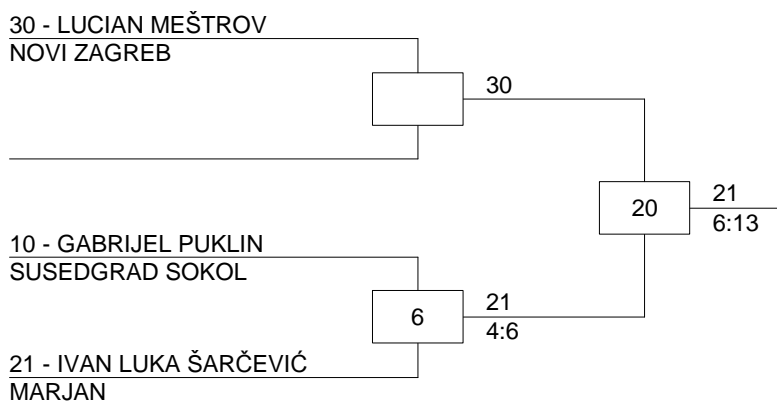 30 - LUCIAN MEŠTROV
NOVI ZAGREB
30
20
21
6:13
10 - GABRIJEL PUKLIN
SUSEDGRAD SOKOL
6
21
4:6
21 - IVAN LUKA ŠARČEVIĆ
MARJAN